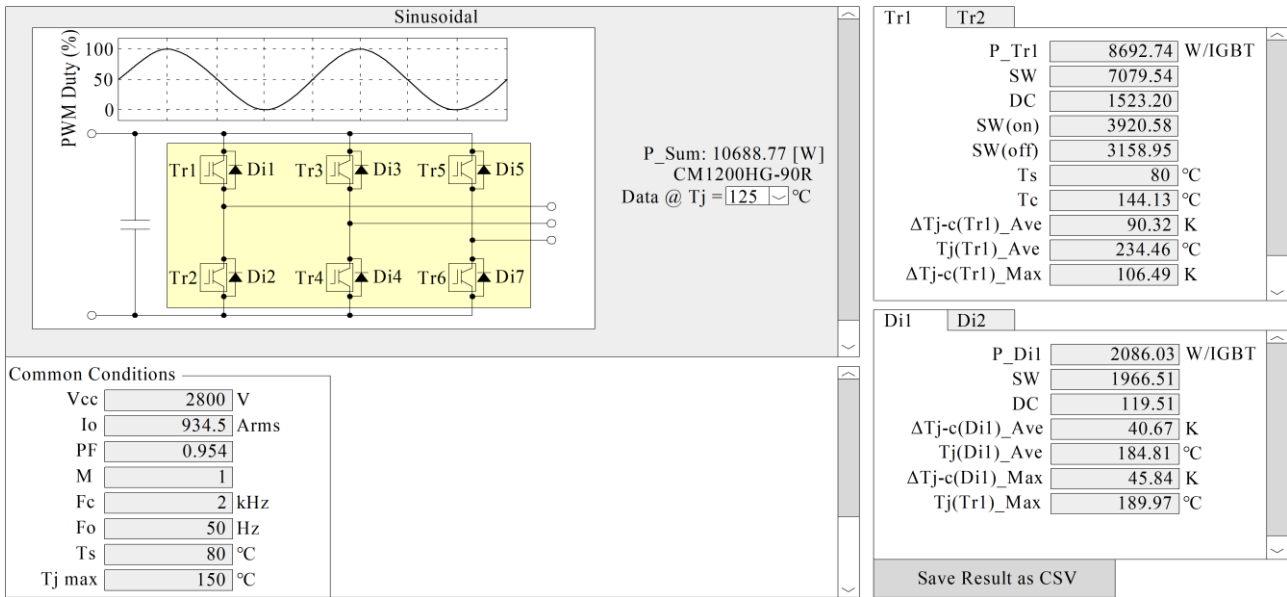 Sinusoidal
PWM Duty (%)
100
50
0
Tr1 Di1 Tr3 Di3 Tr5 Di5
Tr2 Di2 Tr4 Di4 Tr6 Di7
P_Sum: 10688.77 [W]
CM1200HG-90R
Data @ Tj = 125 °C
Common Conditions
Vcc 2800 V
Io 934.5 Arms
PF 0.954
M 1
Fc 2 kHz
Fo 50 Hz
Ts 80 °C
Tj max 150 °C
Tr1 Tr2
P_Tr1 8692.74 W/IGBT
SW 7079.54
DC 1523.20
SW(on) 3920.58
SW(off) 3158.95
Ts 80 °C
Tc 144.13 °C
ΔTj-c(Tr1)_Ave 90.32 K
Tj(Tr1)_Ave 234.46 °C
ΔTj-c(Tr1)_Max 106.49 K
Di1 Di2
P_Di1 2086.03 W/IGBT
SW 1966.51
DC 119.51
ΔTj-c(Di1)_Ave 40.67 K
Tj(Di1)_Ave 184.81 °C
ΔTj-c(Di1)_Max 45.84 K
Tj(Tr1)_Max 189.97 °C
Save Result as CSV